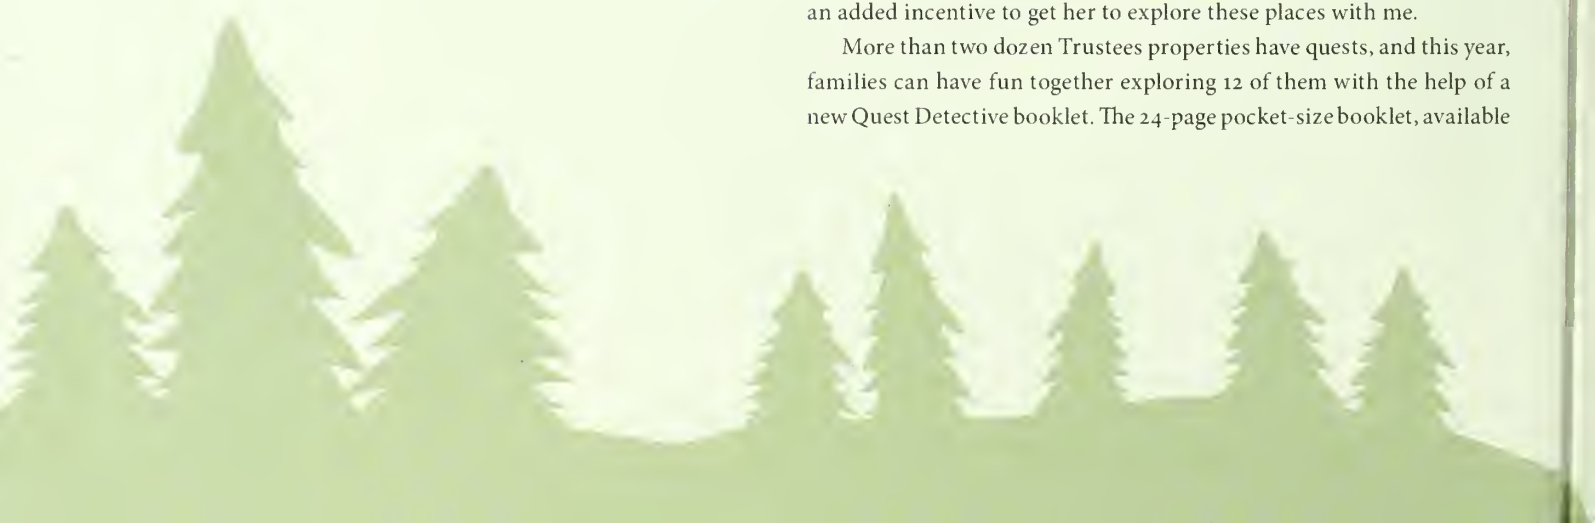 an added incentive to get her to explore these places with me.
More than two dozen Trustees properties have quests, and this year,
families can have fun together exploring 12 of them with the help of a
new Quest Detective booklet. The 24-page pocket-size booklet, available